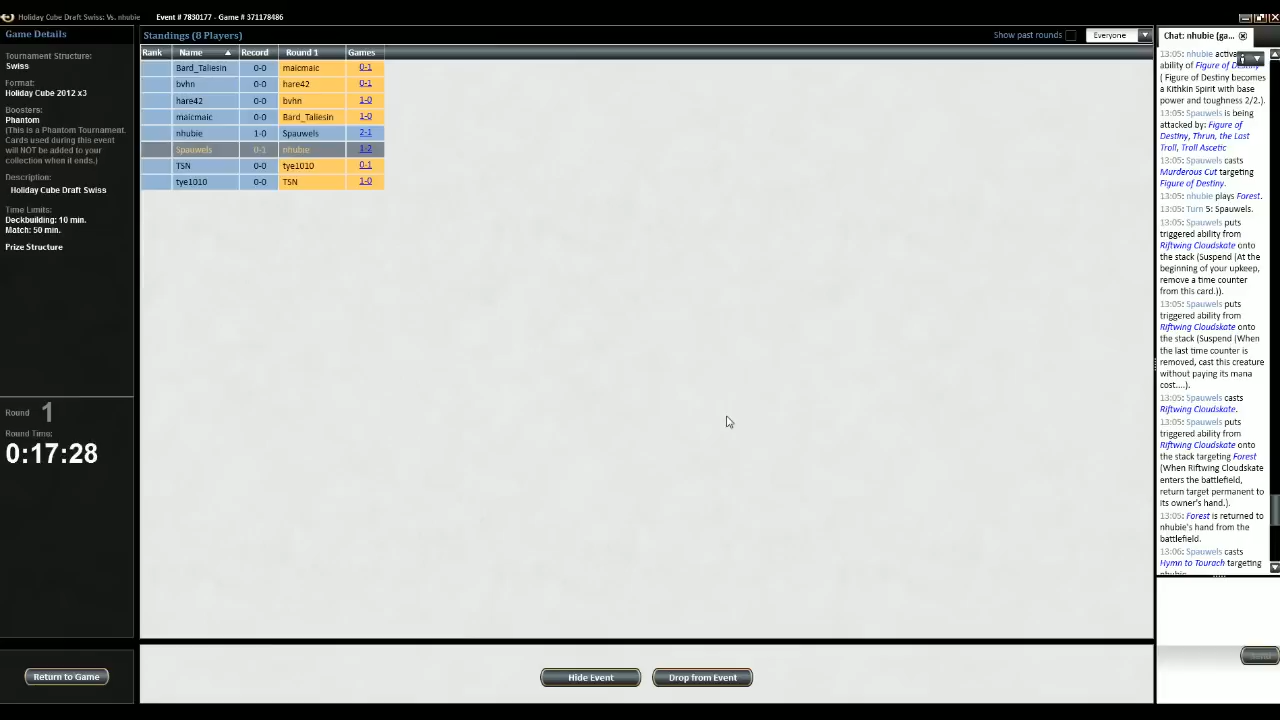 Holiday Cube Draft Swiss: Vs. nhubie Event # 7830177 - Game # 371178486
Game Details
Tournament Structure:
Swiss
Format:
Holiday Cube 2012 x3
Boosters:
Phantom
(This is a Phantom Tournament.
Cards used during this event
will NOT be added to your
collection when it ends.)
Description:
Holiday Cube Draft Swiss
Time Limits:
Deckbuilding: 10 min.
Match: 50 min.
Prize Structure
Round 1
Round Time:
0:17:28
Return to Game
Standings (8 Players)
Show past rounds
Everyone
Rank Name Record Round 1 Games
Bard_Taliesin 0-0 maicmaic 0-1
bvhn 0-0 hare42 0-1
hare42 0-0 bvhn 1-0
maicmaic 0-0 Bard_Taliesin 1-0
nhubie 1-0 Spauwels 2-1
Spauwels 0-1 nhubie 1-2
TSN 0-0 tye1010 0-1
tye1010 0-0 TSN 1-0
Hide Event
Drop from Event
Chat: nhubie (ga...
13:05: nhubie
ability of Figure of
( Figure of Destiny becomes
a Kithkin Spirit with base
power and toughness 2/2.).
13:05: Spauwels is being
attacked by: Figure of
Destiny, Thrun, the Last
Troll, Troll Ascetic
13:05: Spauwels casts
Murderous Cut targeting
Figure of Destiny.
13:05: nhubie plays Forest.
13:05: Turn 5: Spauwels.
13:05: Spauwels puts
triggered ability from
Riftwing Cloudskate onto
the stack (Suspend (At the
beginning of your upkeep,
remove a time counter
from this card.)).
13:05: Spauwels puts
triggered ability from
Riftwing Cloudskate onto
the stack (Suspend (When
the last time counter is
removed, cast this creature
without paying its mana
cost....).
13:05: Spauwels casts
Riftwing Cloudskate.
13:05: Spauwels puts
triggered ability from
Riftwing Cloudskate onto
the stack targeting Forest
(When Riftwing Cloudskate
enters the battlefield,
return target permanent to
its owner's hand.).
13:05: Forest is returned to
nhubie's hand from the
battlefield.
13:06: Spauwels casts
Hymn to Tourach targeting